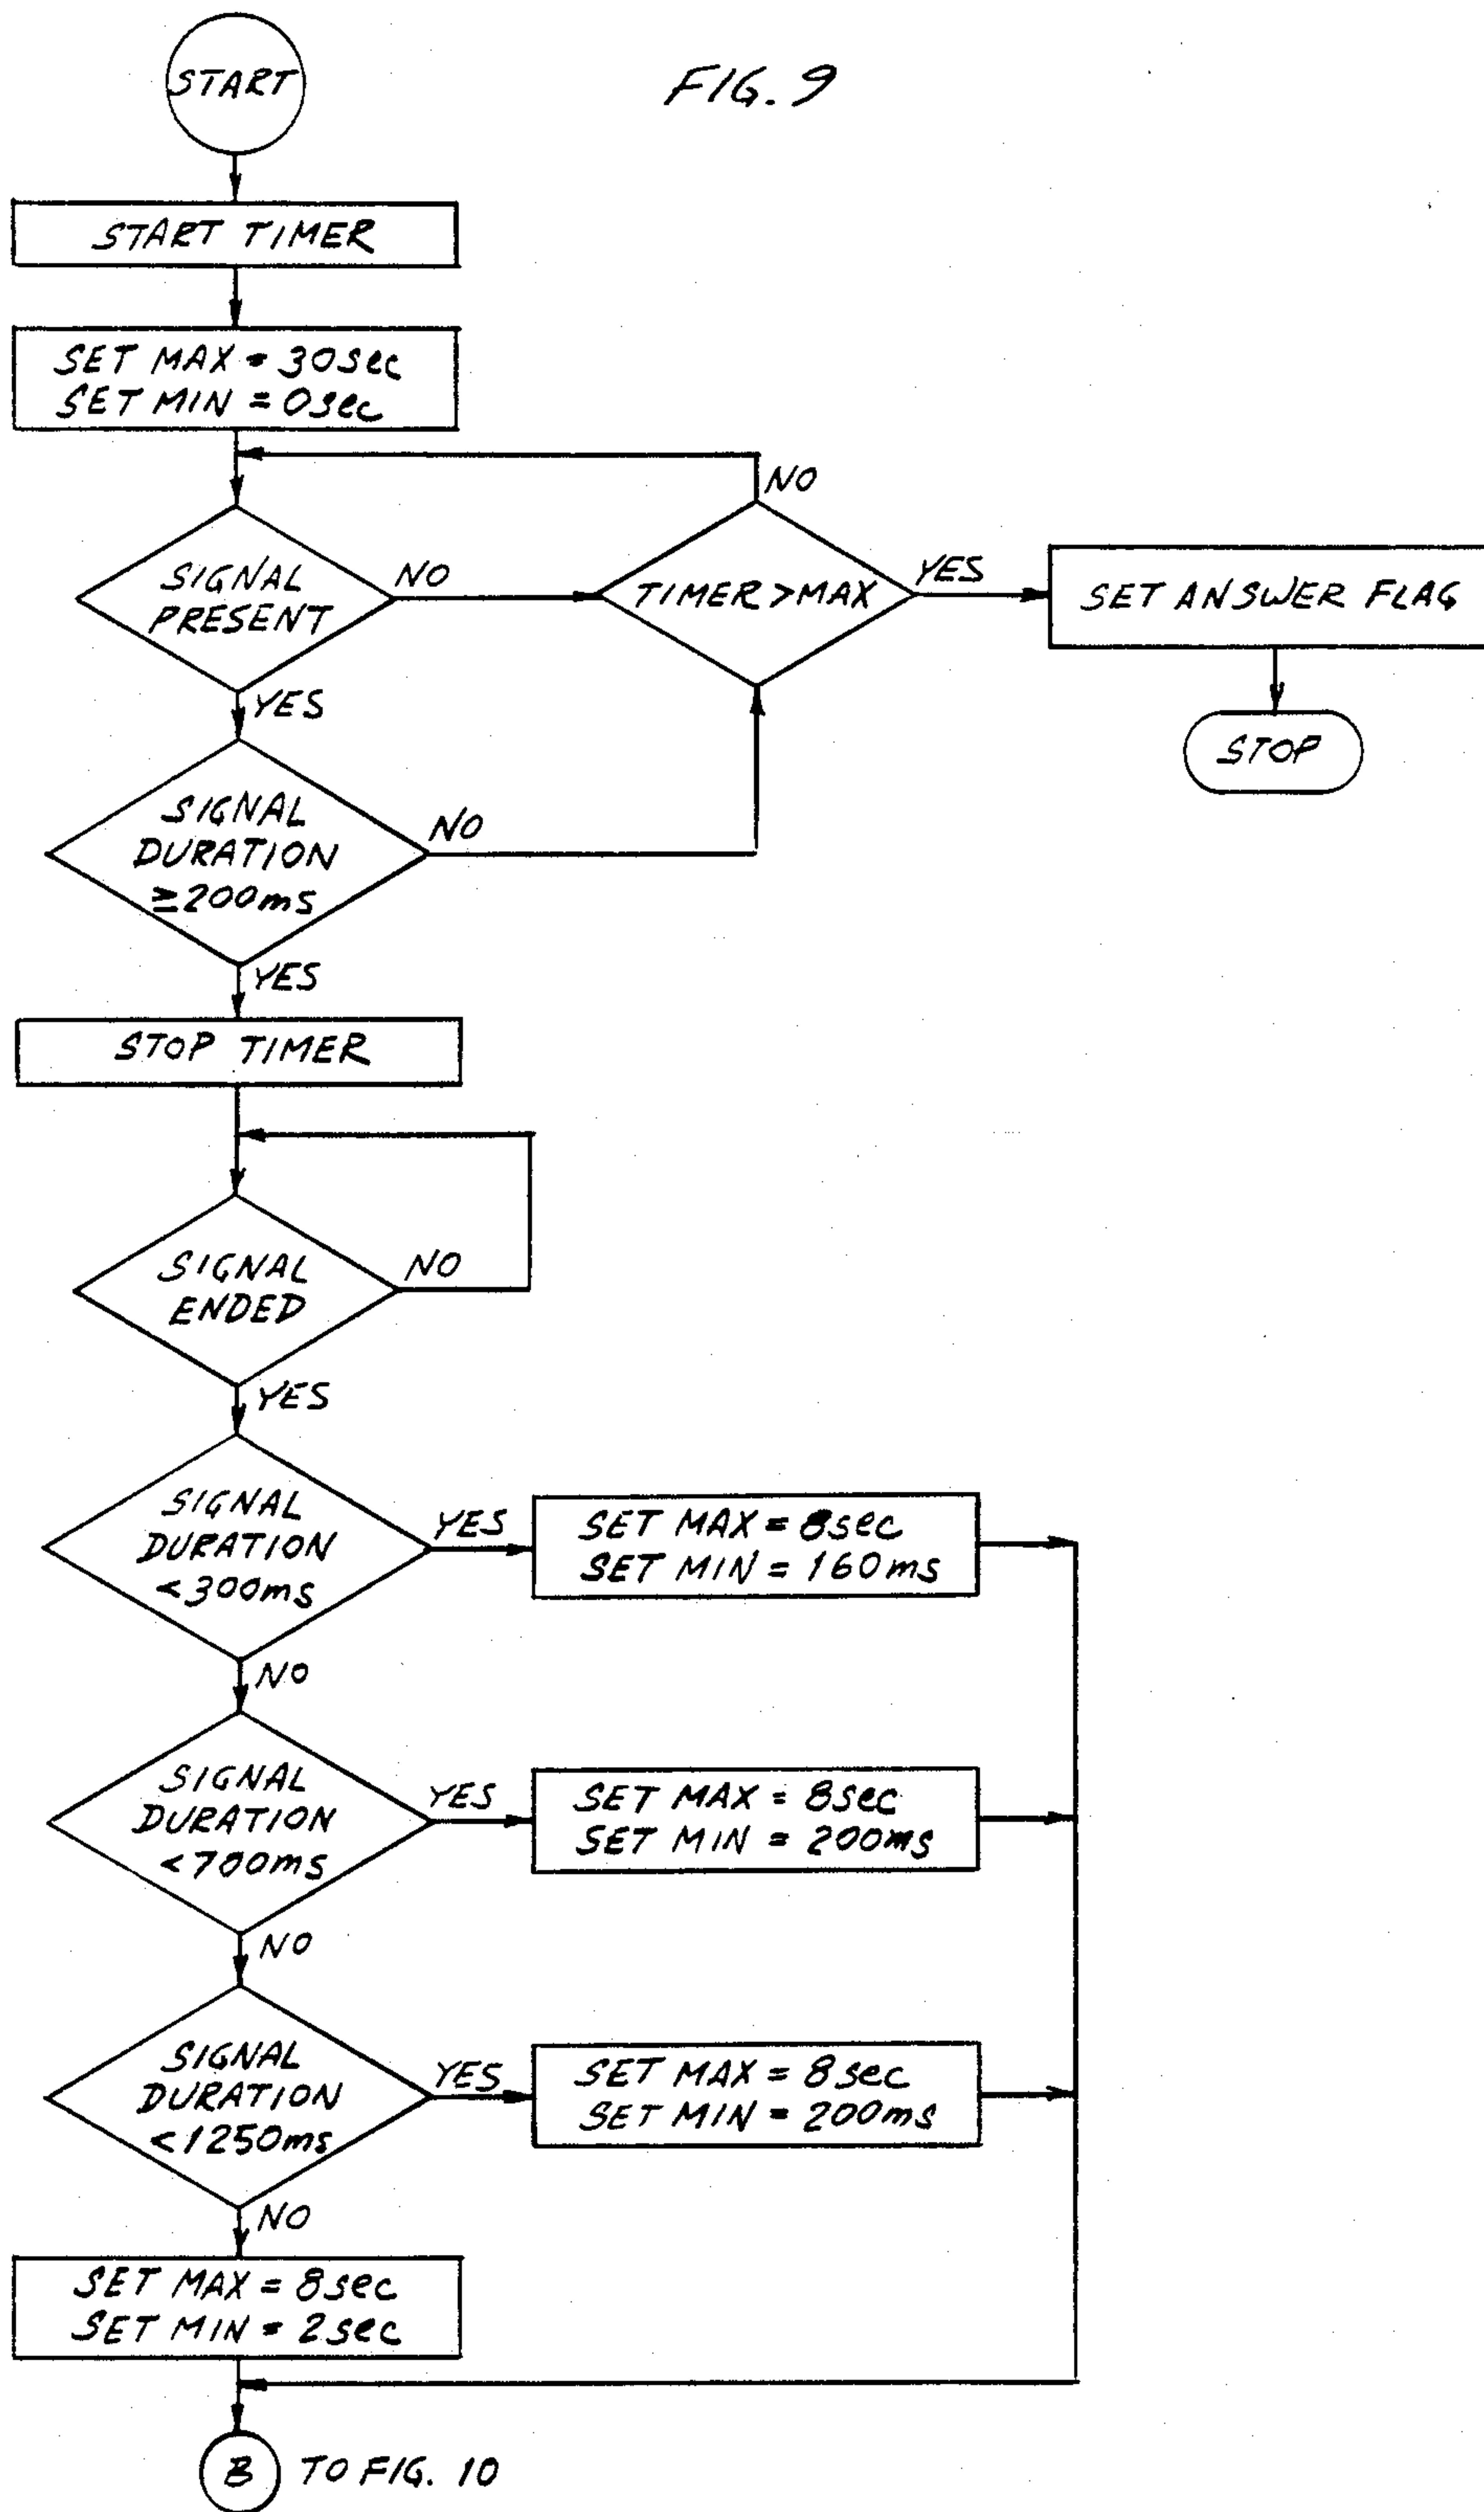 START
FIG. 9
START TIMER
SET MAX = 30sec
SET MIN = 0sec
NO
SIGNAL
PRESENT
NO
TIMER > MAX
YES
SET ANSWER FLAG
YES
STOP
SIGNAL
DURATION
≥200ms
NO
YES
STOP TIMER
SIGNAL
ENDED
NO
YES
SIGNAL
DURATION
<300ms
YES
SET MAX = 8sec
SET MIN = 160ms
NO
SIGNAL
DURATION
<700ms
YES
SET MAX = 8sec
SET MIN = 200ms
NO
SIGNAL
DURATION
<1250ms
YES
SET MAX = 8sec
SET MIN = 200ms
NO
SET MAX = 8sec
SET MIN = 2sec
B TO FIG. 10